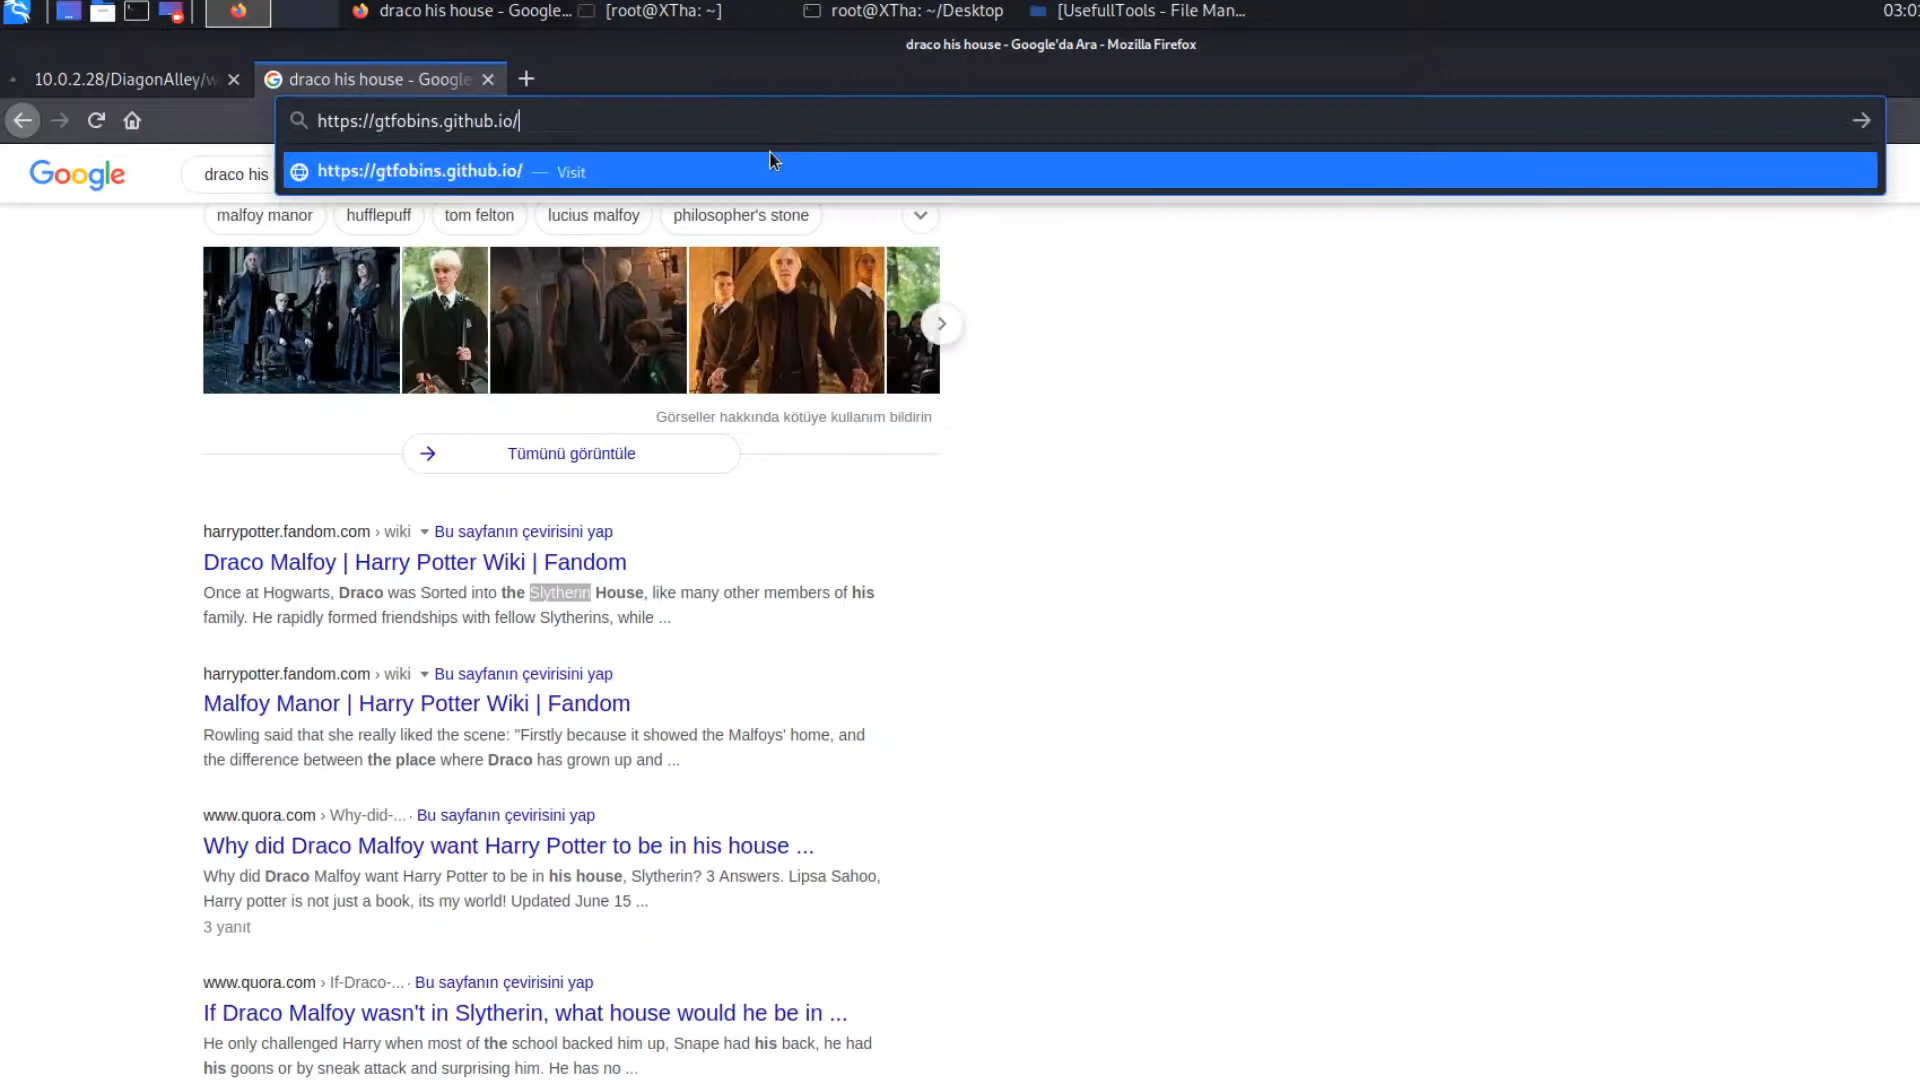 draco his house - Google...
[root@XTha: ~]
root@XTha: ~/Desktop
[UsefullTools - File Man...
03:0
draco his house - Google'da Ara - Mozilla Firefox
10.0.2.28/DiagonAlley/w
draco his house - Google
https://gtfobins.github.io/
https://gtfobins.github.io/ — Visit
Google
draco his
malfoy manor
hufflepuff
tom felton
lucius malfoy
philosopher's stone
Görseller hakkında kötüye kullanım bildirin
Tümünü görüntüle
harrypotter.fandom.com › wiki Bu sayfanın çevirisini yap
Draco Malfoy | Harry Potter Wiki | Fandom
Once at Hogwarts, Draco was Sorted into the Slytherin House, like many other members of his
family. He rapidly formed friendships with fellow Slytherins, while ...
harrypotter.fandom.com › wiki Bu sayfanın çevirisini yap
Malfoy Manor | Harry Potter Wiki | Fandom
Rowling said that she really liked the scene: "Firstly because it showed the Malfoys' home, and
the difference between the place where Draco has grown up and ...
www.quora.com › Why-did-... · Bu sayfanın çevirisini yap
Why did Draco Malfoy want Harry Potter to be in his house ...
Why did Draco Malfoy want Harry Potter to be in his house, Slytherin? 3 Answers. Lipsa Sahoo,
Harry potter is not just a book, its my world! Updated June 15 ...
3 yanıt
www.quora.com › If-Draco-... · Bu sayfanın çevirisini yap
If Draco Malfoy wasn't in Slytherin, what house would he be in ...
He only challenged Harry when most of the school backed him up, Snape had his back, he had
his goons or by sneak attack and surprising him. He has no ...